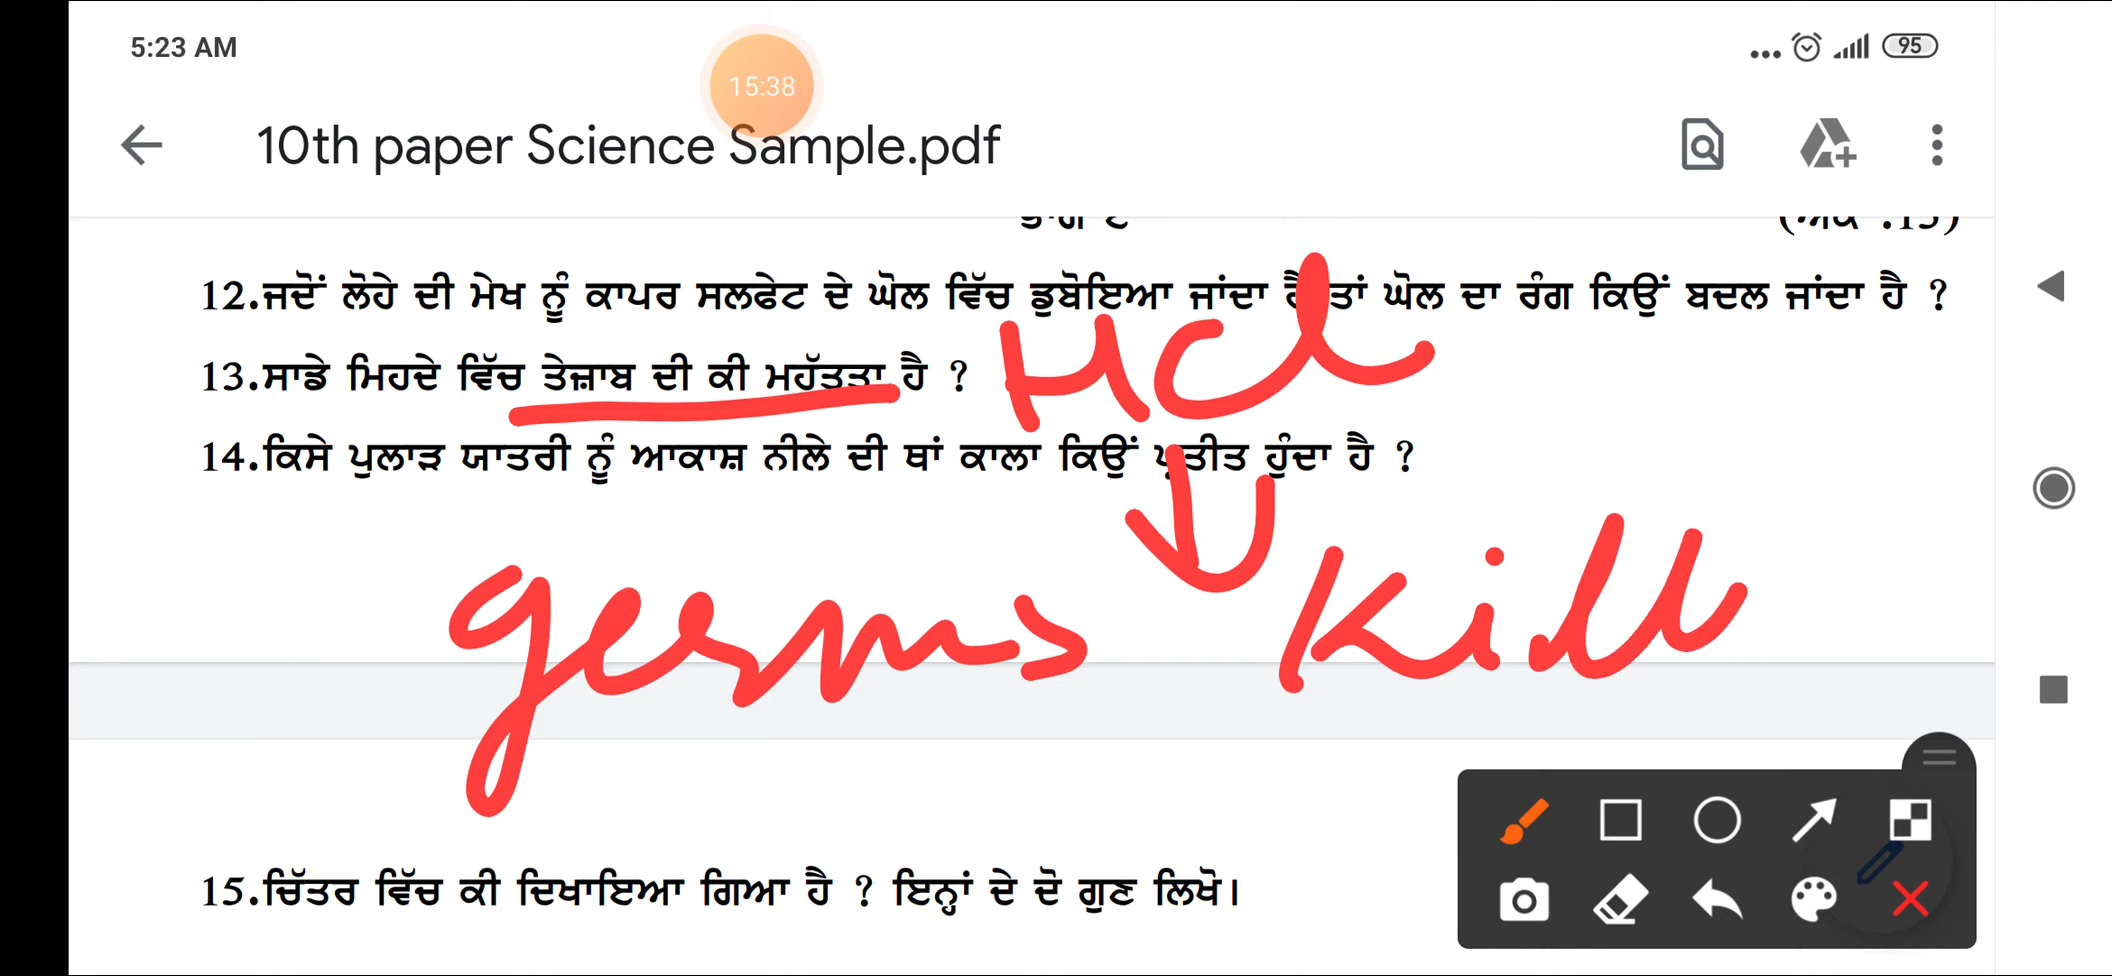 5:23 AM
15:38
95
10th paper Science Sample.pdf
12.ਜਦੋਂ ਲੋਹੇ ਦੀ ਮੇਖ ਨੂੰ ਕਾਪਰ ਸਲਫੇਟ ਦੇ ਘੋਲ ਵਿੱਚ ਡੁਬੋਇਆ ਜਾਂਦਾ ਹੈ ਤਾਂ ਘੋਲ ਦਾ ਰੰਗ ਕਿਉਂ ਬਦਲ ਜਾਂਦਾ ਹੈ ?
13.ਸਾਡੇ ਮਿਹਦੇ ਵਿੱਚ ਤੇਜ਼ਾਬ ਦੀ ਕੀ ਮਹੱਤਤਾ ਹੈ ? HCl
14.ਕਿਸੇ ਪੁਲਾੜ ਯਾਤਰੀ ਨੂੰ ਆਕਾਸ਼ ਨੀਲੇ ਦੀ ਥਾਂ ਕਾਲਾ ਕਿਉਂ ਪ੍ਰਤੀਤ ਹੁੰਦਾ ਹੈ ?
germs Kill
15.ਚਿੱਤਰ ਵਿੱਚ ਕੀ ਦਿਖਾਇਆ ਗਿਆ ਹੈ ? ਇਨ੍ਹਾਂ ਦੇ ਦੋ ਗੁਣ ਲਿਖੋ।